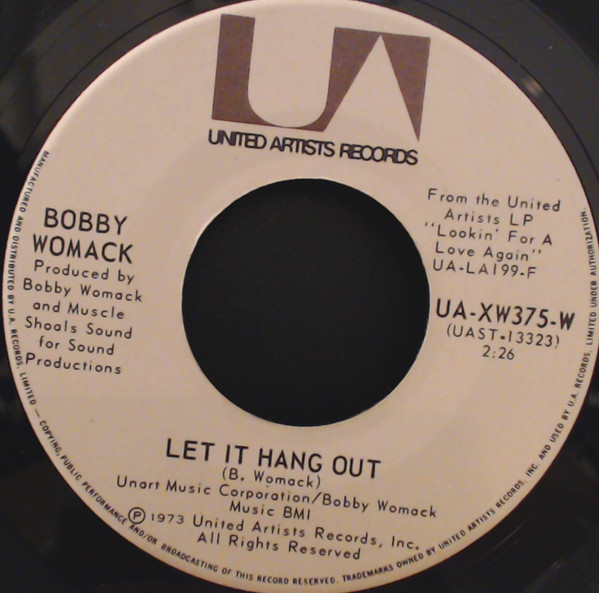 UA
UNITED ARTISTS RECORDS
BOBBY
WOMACK
Produced by
Bobby Womack
and Muscle
Shoals Sound
for Sound
Productions
From the United
Artists LP
"Lookin' For A
Love Again"
UA-LA199-F
UA-XW375-W
(UAST-13323)
2:26
LET IT HANG OUT
(B. Womack)
Unart Music Corporation/Bobby Womack
Music BMI
Ⓟ 1973 United Artists Records, Inc.
All Rights Reserved
MANUFACTURED AND DISTRIBUTED BY U.A. RECORDS, LIMITED — COPYING, PUBLIC PERFORMANCE AND/OR BROADCASTING OF THIS RECORD RESERVED. TRADEMARKS OWNED BY UNITED ARTISTS RECORDS, INC. AND USED BY U.A. RECORDS, LIMITED UNDER AUTHORIZATION.